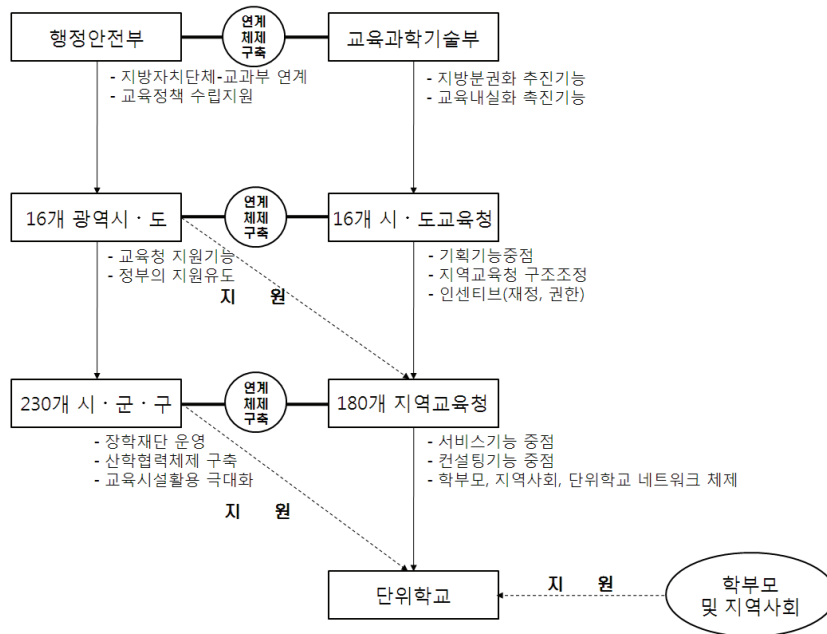 행정안전부
연계
체제
구축
교육과학기술부
- 지방자치단체-교과부 연계
- 교육정책 수립지원
- 지방분권화 추진기능
- 교육내실화 촉진기능
16개 광역시 · 도
연계
체제
구축
16개 시 · 도교육청
- 교육청 지원기능
- 정부의 지원유도
지 원
- 기획기능중점
- 지역교육청 구조조정
- 인센티브(재정, 권한)
230개 시 · 군 · 구
연계
체제
구축
180개 지역교육청
- 장학재단 운영
- 산학협력체제 구축
- 교육시설활용 극대화
지 원
- 서비스기능 중점
- 컨설팅기능 중점
- 학부모, 지역사회, 단위학교 네트워크 체제
단위학교
지 원
학부모
및 지역사회